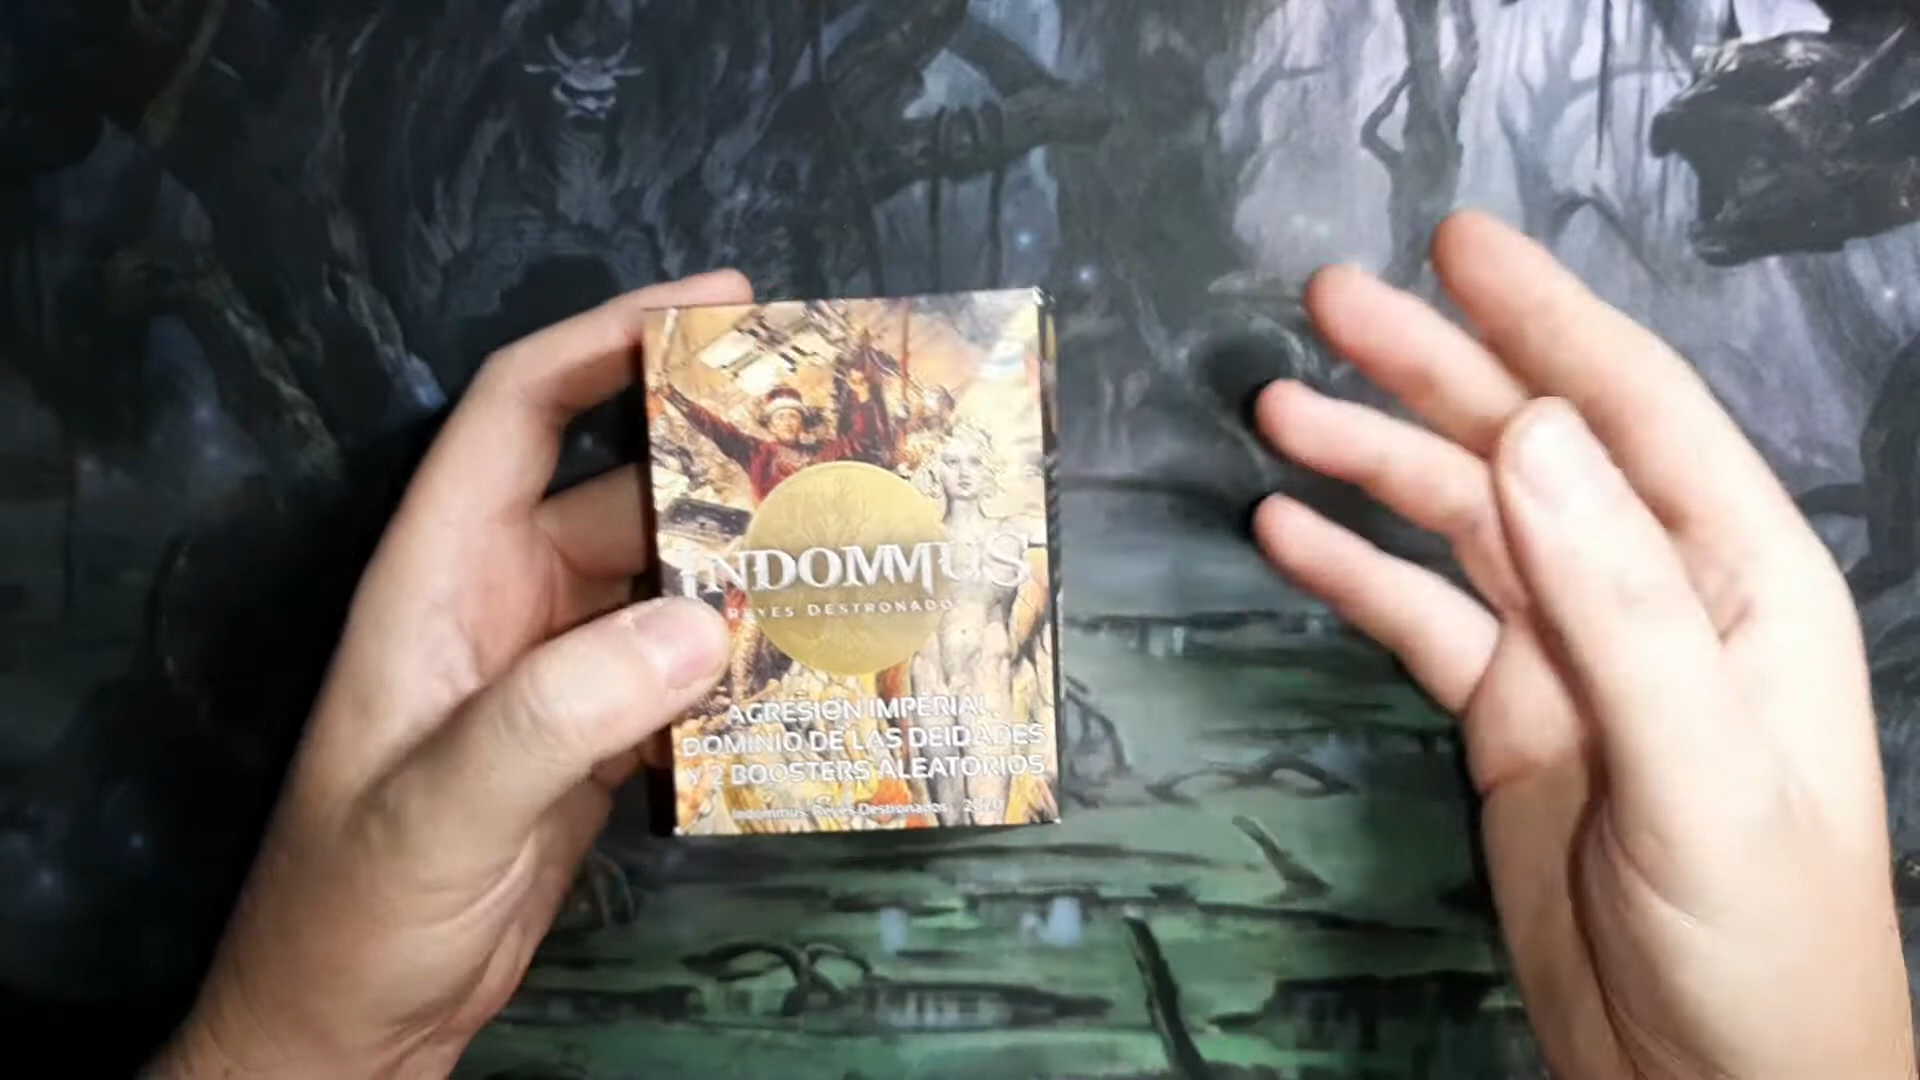 INDOMMUS
REYES DESTRONADOS
AGRESIÓN IMPERIAL
DOMINIO DE LAS DEIDADES
Y 2 BOOSTERS ALEATORIOS
Indommus: Reyes Destronados